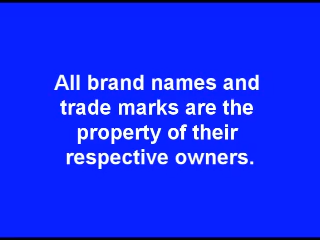 All brand names and
trade marks are the
property of their
respective owners.